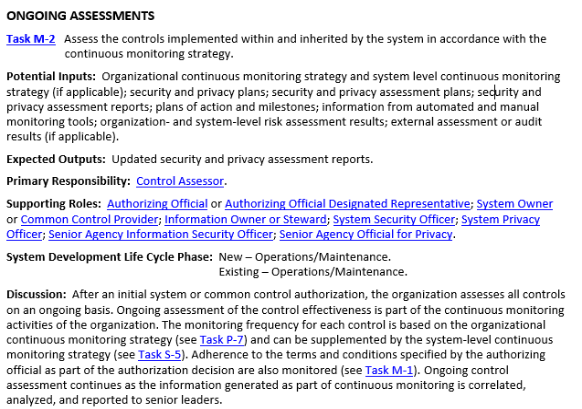 ONGOING ASSESSMENTS
Task M-2 Assess the controls implemented within and inherited by the system in accordance with the
continuous monitoring strategy.
Potential Inputs: Organizational continuous monitoring strategy and system level continuous monitoring
strategy (if applicable); security and privacy plans; security and privacy assessment plans; security and
privacy assessment reports; plans of action and milestones; information from automated and manual
monitoring tools; organization- and system-level risk assessment results; external assessment or audit
results (if applicable).
Expected Outputs: Updated security and privacy assessment reports.
Primary Responsibility: Control Assessor.
Supporting Roles: Authorizing Official or Authorizing Official Designated Representative; System Owner
or Common Control Provider; Information Owner or Steward; System Security Officer; System Privacy
Officer; Senior Agency Information Security Officer; Senior Agency Official for Privacy.
System Development Life Cycle Phase: New – Operations/Maintenance.
Existing – Operations/Maintenance.
Discussion: After an initial system or common control authorization, the organization assesses all controls
on an ongoing basis. Ongoing assessment of the control effectiveness is part of the continuous monitoring
activities of the organization. The monitoring frequency for each control is based on the organizational
continuous monitoring strategy (see Task P-7) and can be supplemented by the system-level continuous
monitoring strategy (see Task S-5). Adherence to the terms and conditions specified by the authorizing
official as part of the authorization decision are also monitored (see Task M-1). Ongoing control
assessment continues as the information generated as part of continuous monitoring is correlated,
analyzed, and reported to senior leaders.